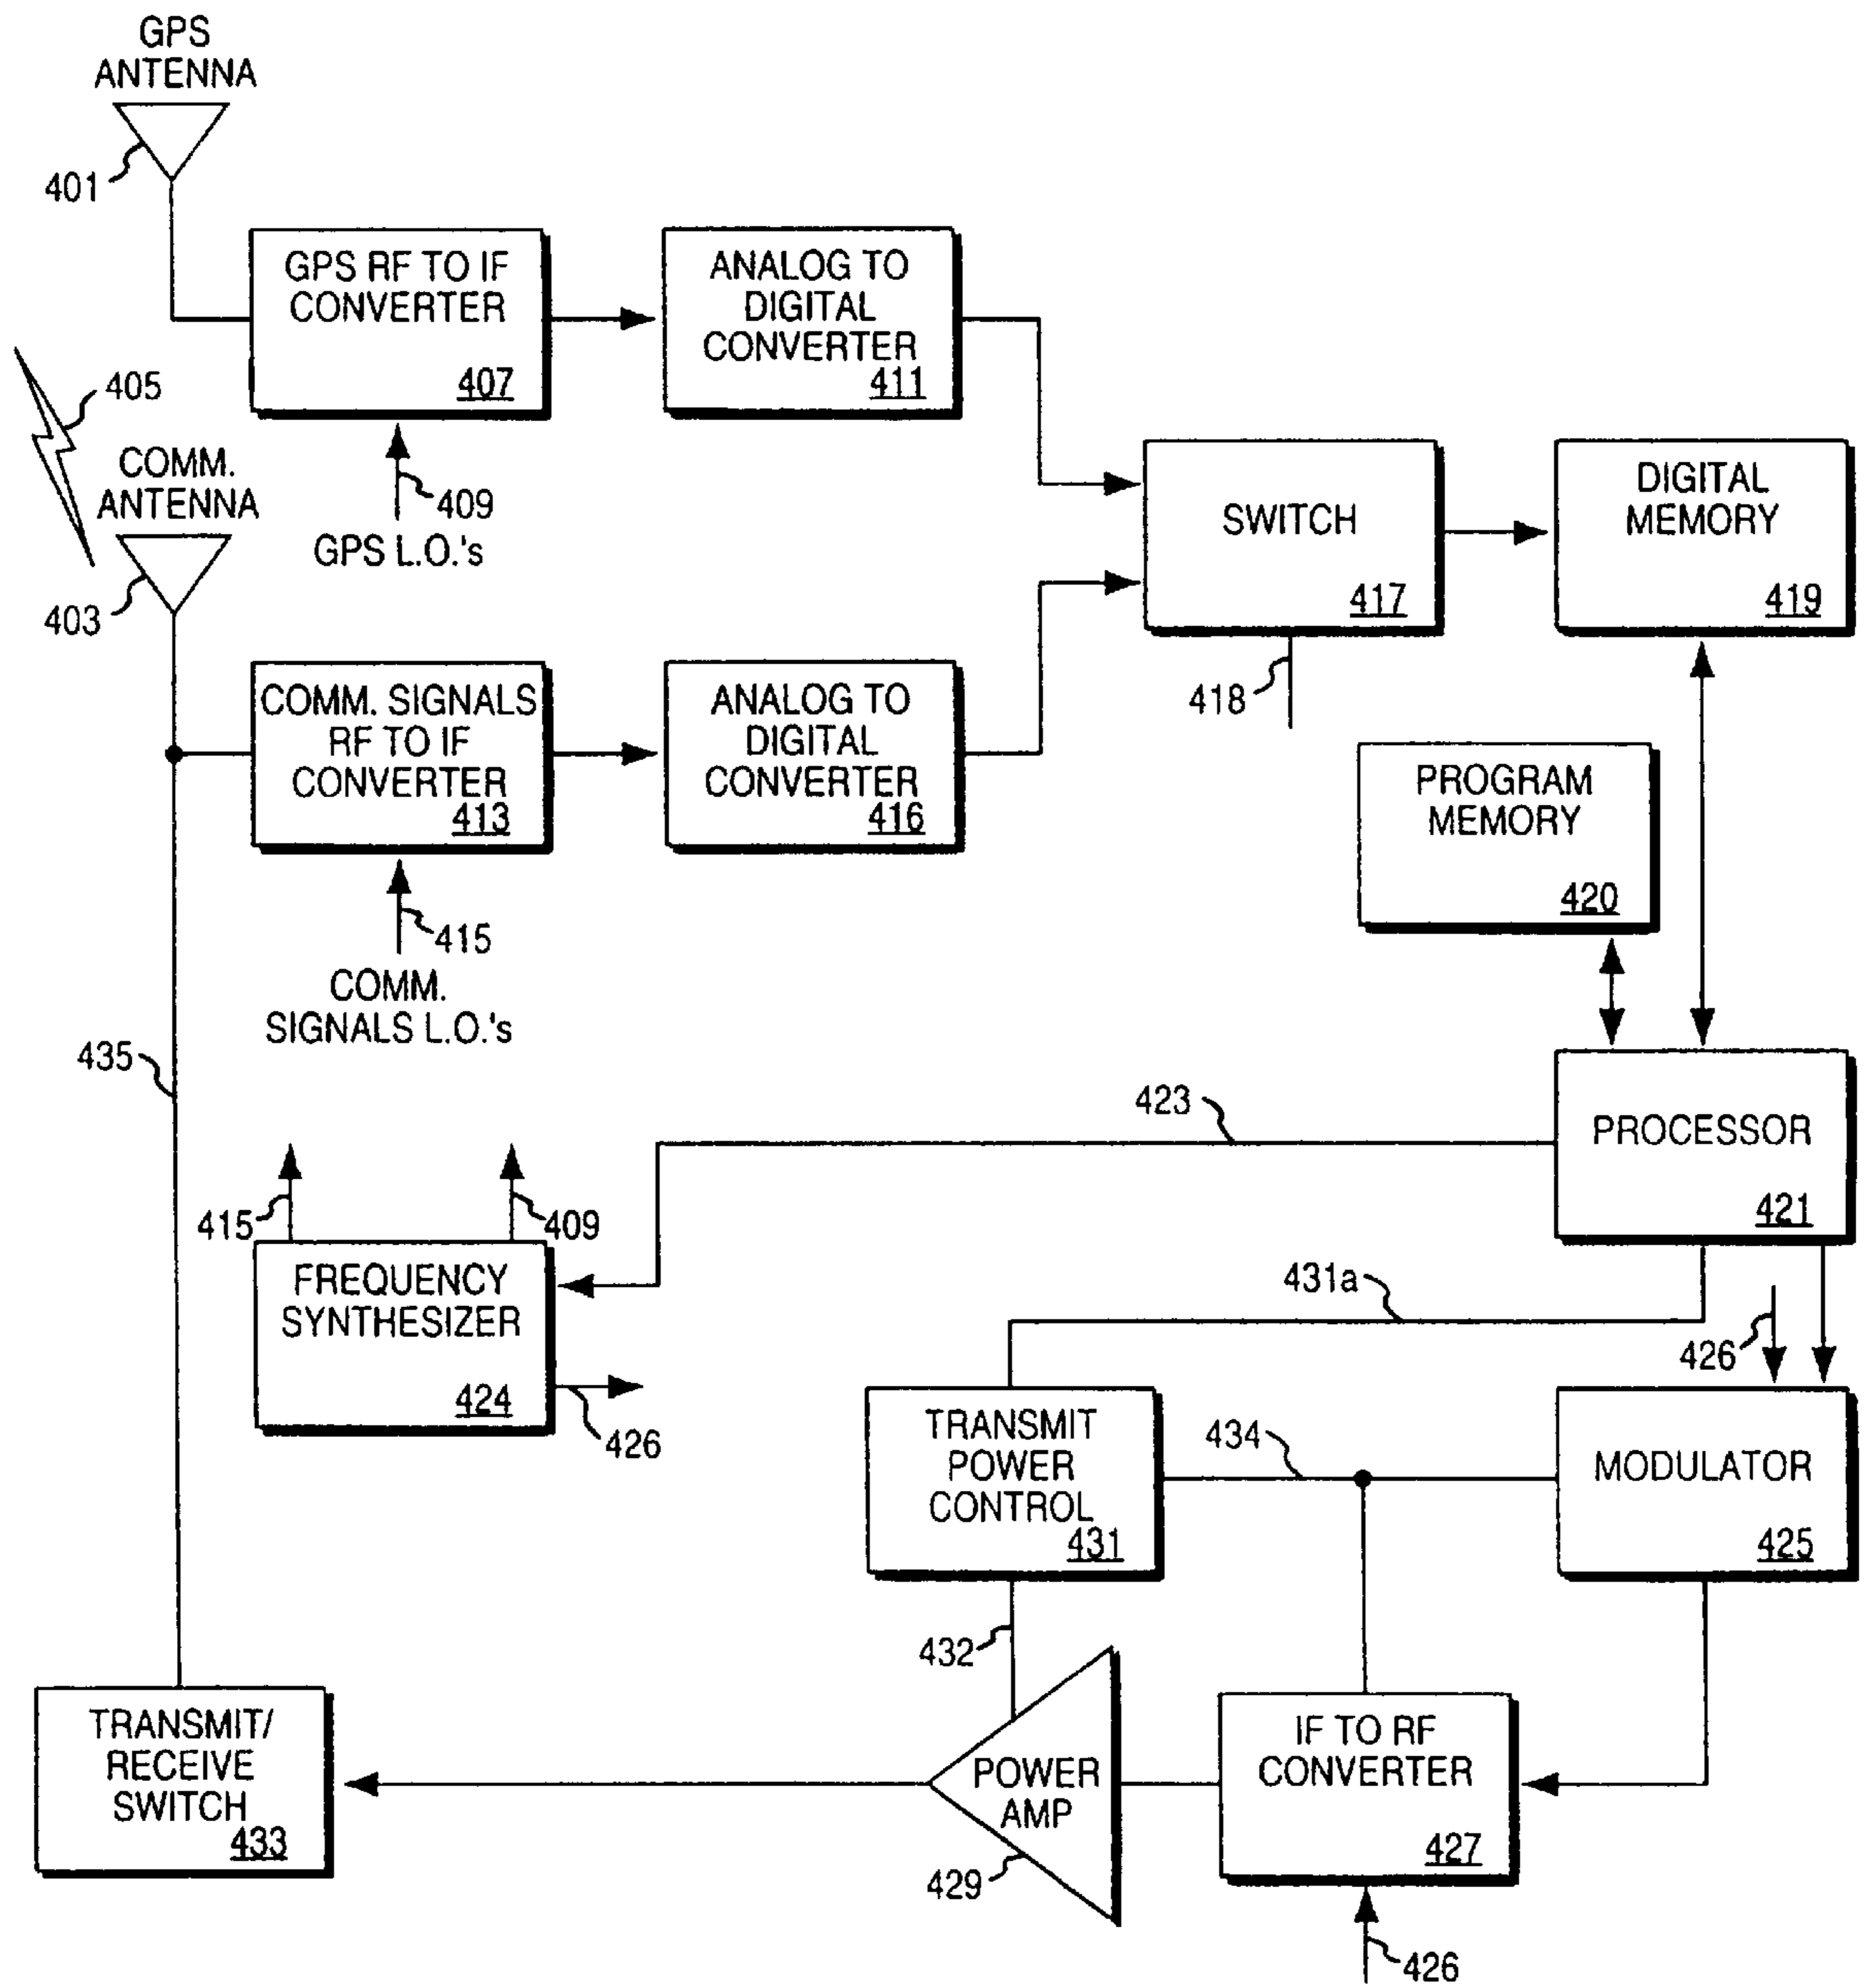 GPS
ANTENNA
401
GPS RF TO IF
CONVERTER
407
ANALOG TO
DIGITAL
CONVERTER
411
405
409
GPS L.O.'s
COMM.
ANTENNA
403
SWITCH
417
418
DIGITAL
MEMORY
419
COMM. SIGNALS
RF TO IF
CONVERTER
413
ANALOG TO
DIGITAL
CONVERTER
416
415
COMM.
SIGNALS L.O.'s
PROGRAM
MEMORY
420
435
423
PROCESSOR
421
415
409
FREQUENCY
SYNTHESIZER
424
426
431a
426
TRANSMIT
POWER
CONTROL
431
434
MODULATOR
425
432
TRANSMIT/
RECEIVE
SWITCH
433
POWER
AMP
429
IF TO RF
CONVERTER
427
426